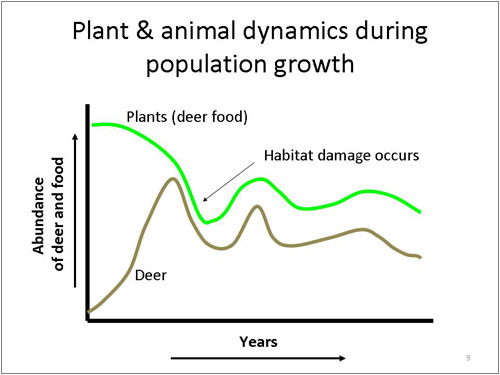 Plant & animal dynamics during
population growth
Plants (deer food)
Habitat damage occurs
Abundance
of deer and food
Deer
Years
9